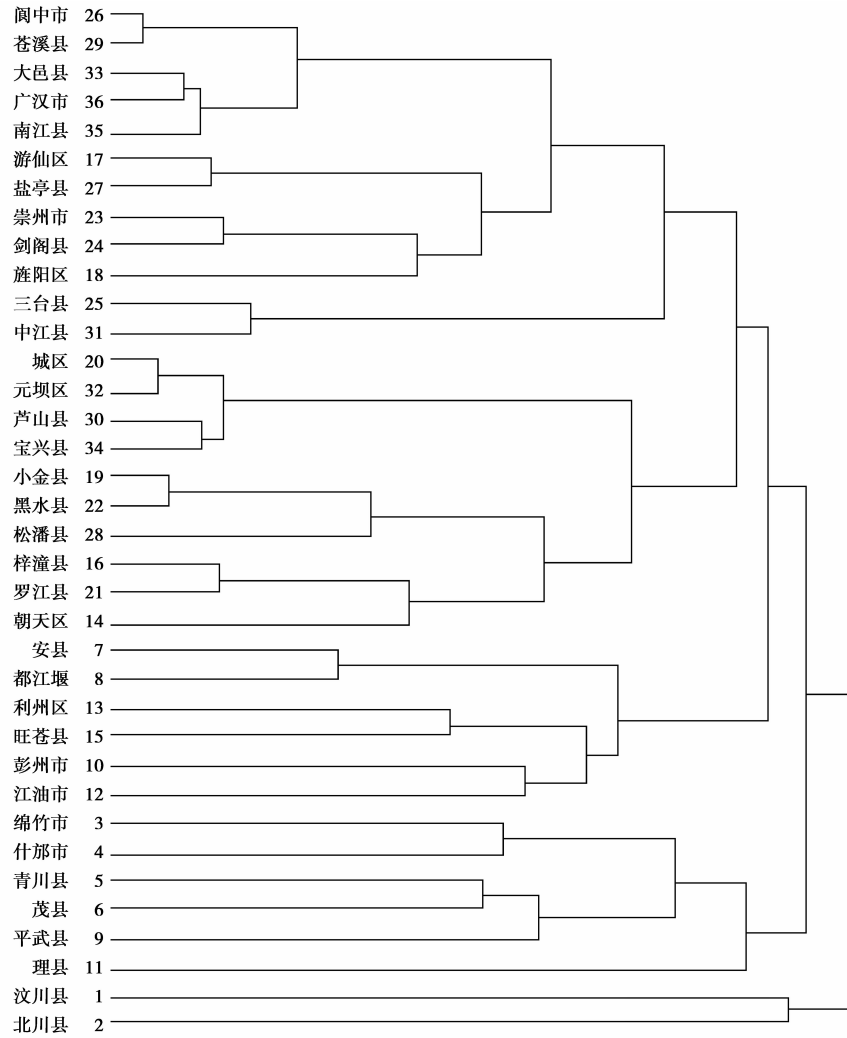 阆中市 26
苍溪县 29
大邑县 33
广汉市 36
南江县 35
游仙区 17
盐亭县 27
崇州市 23
剑阁县 24
旌阳区 18
三台县 25
中江县 31
城区 20
元坝区 32
芦山县 30
宝兴县 34
小金县 19
黑水县 22
松潘县 28
梓潼县 16
罗江县 21
朝天区 14
安县 7
都江堰 8
利州区 13
旺苍县 15
彭州市 10
江油市 12
绵竹市 3
什邡市 4
青川县 5
茂县 6
平武县 9
理县 11
汶川县 1
北川县 2